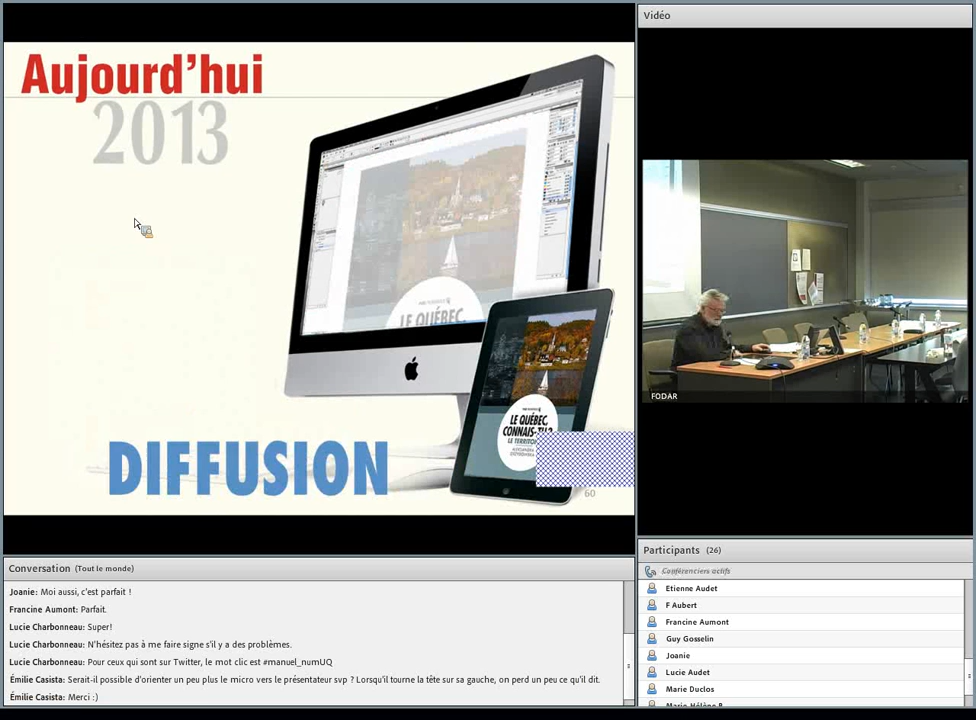 Aujourd'hui
2013
LE QUÉBEC,
LE QUÉBEC,
CONNAIS-TU?
LE TERRITOIRE
DIFFUSION
60
Vidéo
FODAR
Conversation (Tout le monde)
Joanie: Moi aussi, c'est parfait !
Francine Aumont: Parfait.
Lucie Charbonneau: Super!
Lucie Charbonneau: N'hésitez pas à me faire signe s'il y a des problèmes.
Lucie Charbonneau: Pour ceux qui sont sur Twitter, le mot clic est #manuel_numUQ
Émilie Casista: Serait-il possible d'orienter un peu plus le micro vers le présentateur svp ? Lorsqu'il tourne la tête sur sa gauche, on perd un peu ce qu'il dit.
Émilie Casista: Merci :)
Participants (26)
Conférenciers actifs
Etienne Audet
F Aubert
Francine Aumont
Guy Gosselin
Joanie
Lucie Audet
Marie Duclos
Marie-Hélène B